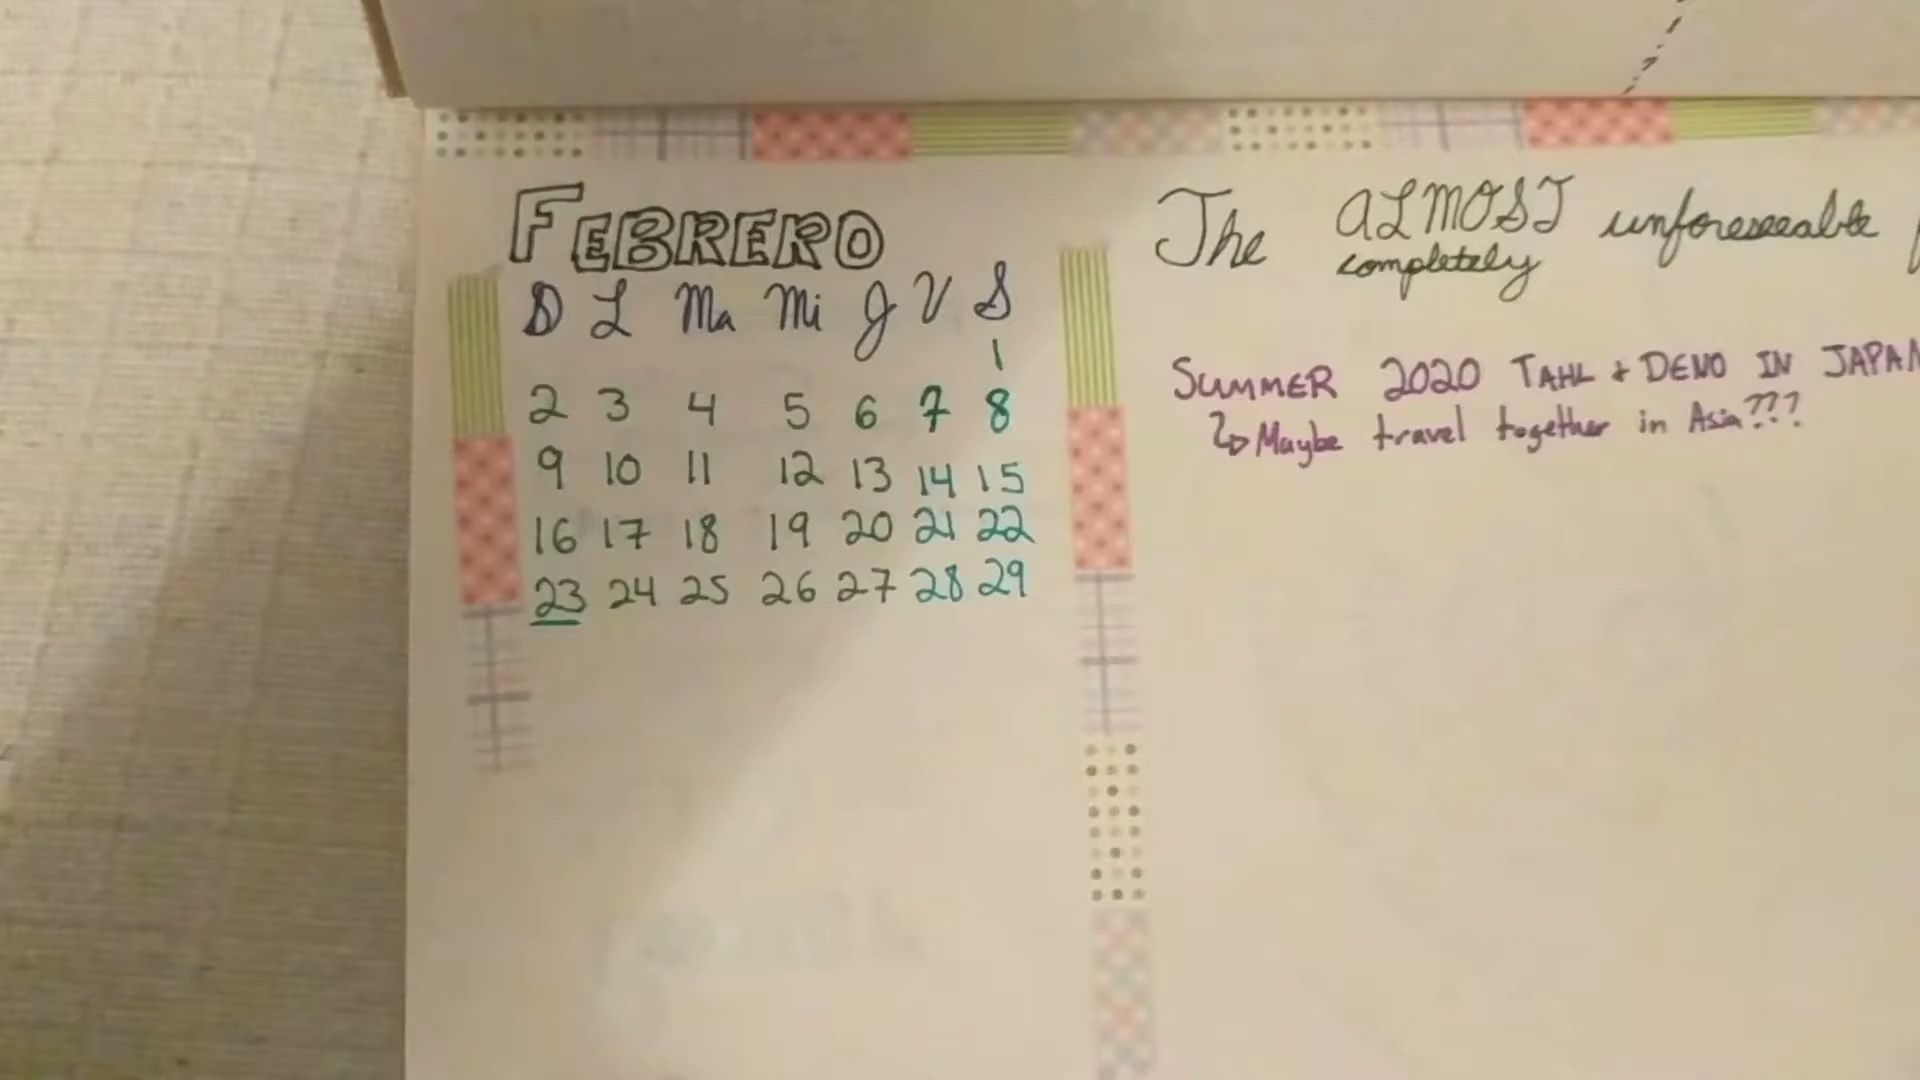 FEBRERO
D L Ma Mi J V S
1
2 3 4 5 6 7 8
9 10 11 12 13 14 15
16 17 18 19 20 21 22
23 24 25 26 27 28 29
The ALMOST unforeseeable
completely
SUMMER 2020 TAHL + DENO IN JAPAN
Maybe travel together in Asia???